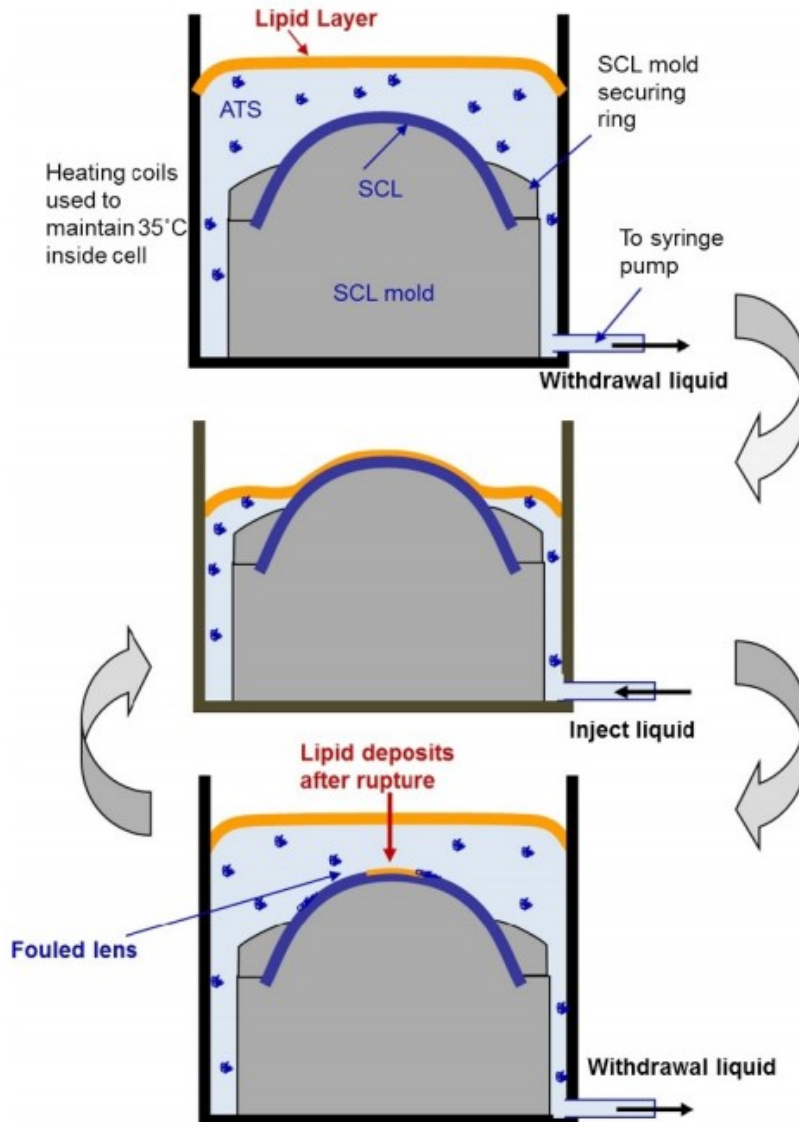 Lipid Layer
ATS
SCL mold
securing
ring
SCL
Heating coils
used to
maintain 35˚C
inside cell
SCL mold
To syringe
pump
Withdrawal liquid
Inject liquid
Lipid deposits
after rupture
Fouled lens
Withdrawal liquid